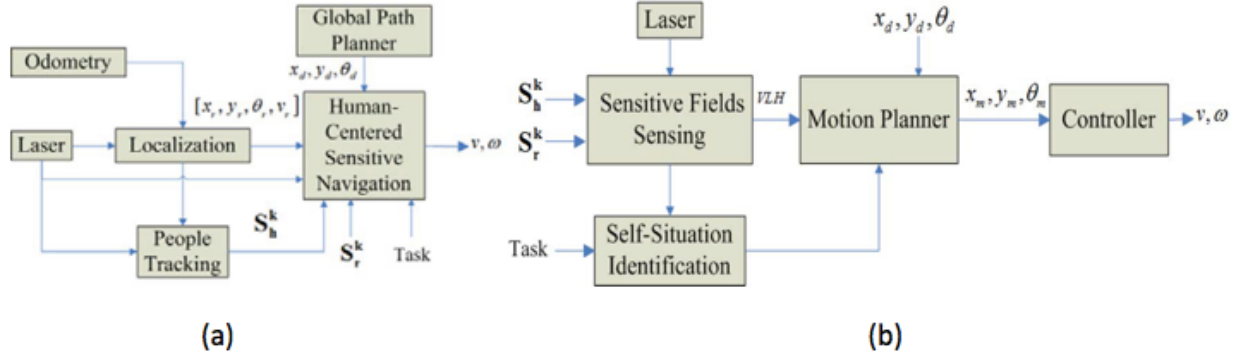 Global Path
Planner
Odometry
x_d, y_d, θ_d
[x_r, y_r, θ_r, v_r]
Human-
Centered
Sensitive
Navigation
Laser
Localization
v, ω
People
Tracking
S_h^k
S_r^k
Task
(a)
Laser
x_d, y_d, θ_d
S_h^k
S_r^k
Sensitive Fields
Sensing
VLH
Motion Planner
x_m, y_m, θ_m
Controller
v, ω
Task
Self-Situation
Identification
(b)